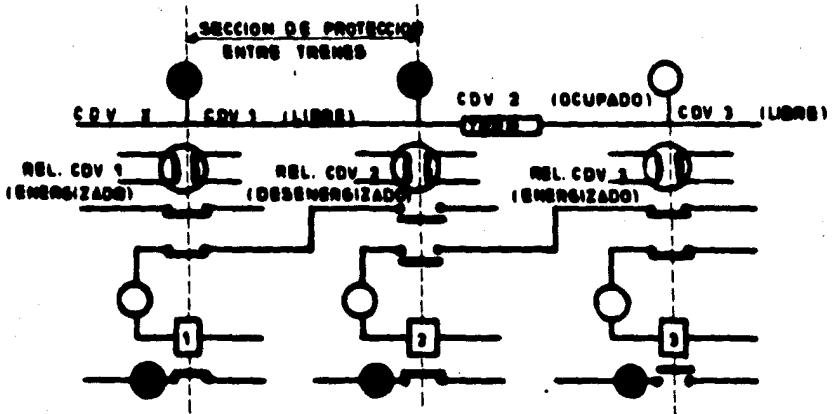 SECCION DE PROTECCION
ENTRE TRENES
CDV X
CDV 1 (LIBRE)
CDV 2 (OCUPADO)
CDV 3 (LIBRE)
REL. CDV 1
(ENERGIZADO)
REL. CDV 2
(DESENERGIZADO)
REL. CDV 3
(ENERGIZADO)
1
2
3